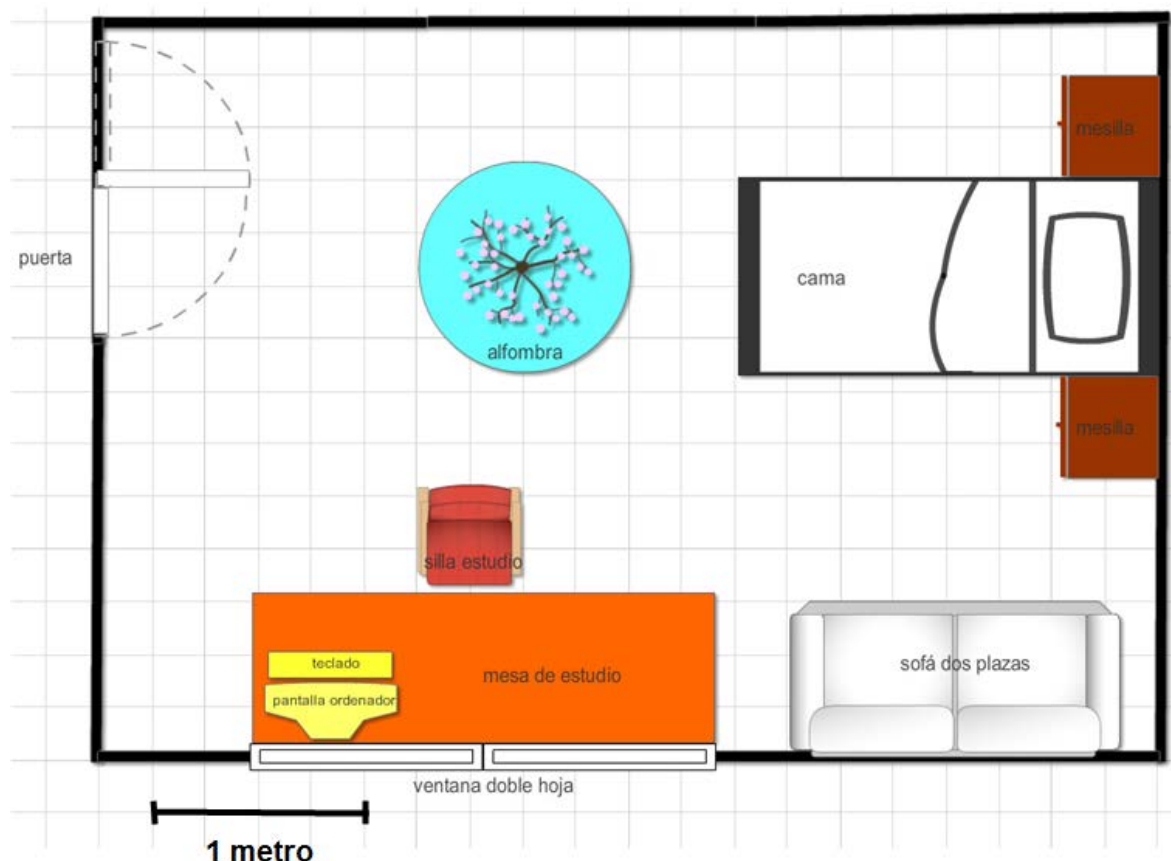 mesilla
puerta
cama
alfombra
mesilla
silla estudio
teclado
pantalla ordenador
mesa de estudio
sofá dos plazas
ventana doble hoja
1 metro